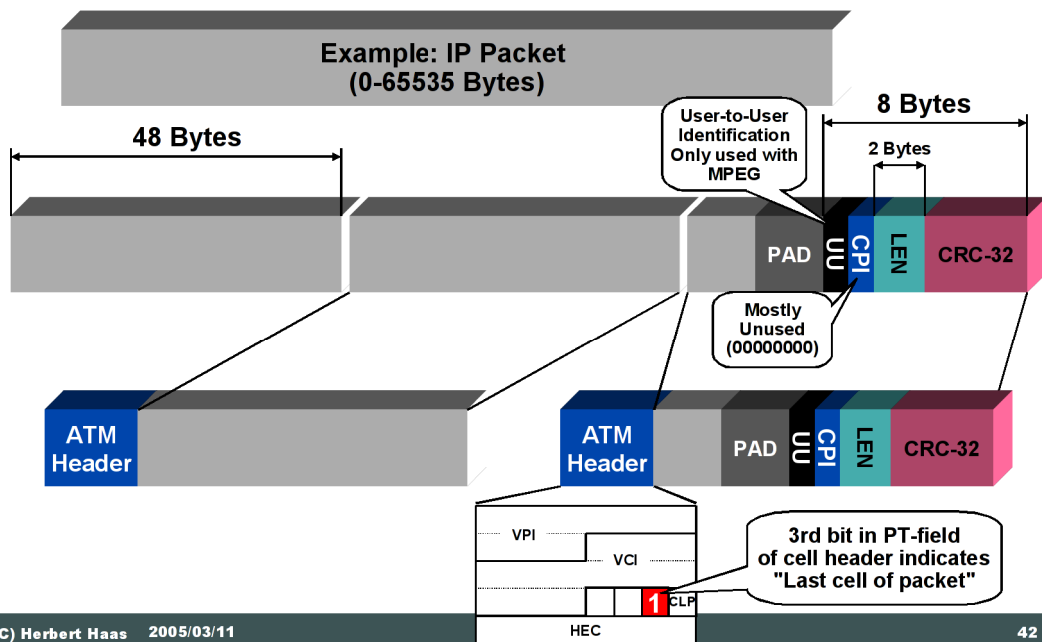 Example: IP Packet
(0-65535 Bytes)
User-to-User
Identification
Only used with
MPEG
8 Bytes
48 Bytes
2 Bytes
PAD
UU
CPI
LEN
CRC-32
Mostly
Unused
(00000000)
ATM
Header
ATM
Header
PAD
UU
CPI
LEN
CRC-32
VPI
VCI
1
CLP
HEC
3rd bit in PT-field
of cell header indicates
"Last cell of packet"
C) Herbert Haas 2005/03/11
42